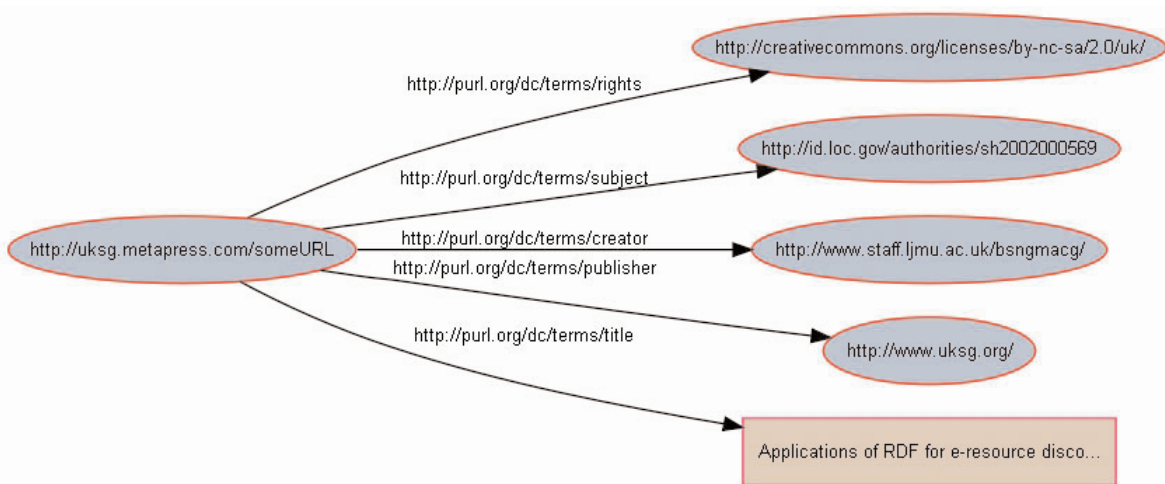 http://creativecommons.org/licenses/by-nc-sa/2.0/uk/
http://purl.org/dc/terms/rights
http://id.loc.gov/authorities/sh2002000569
http://purl.org/dc/terms/subject
http://uksg.metapress.com/someURL
http://purl.org/dc/terms/creator
http://www.staff.ljmu.ac.uk/bsngmacg/
http://purl.org/dc/terms/publisher
http://www.uksg.org/
http://purl.org/dc/terms/title
Applications of RDF for e-resource disco...